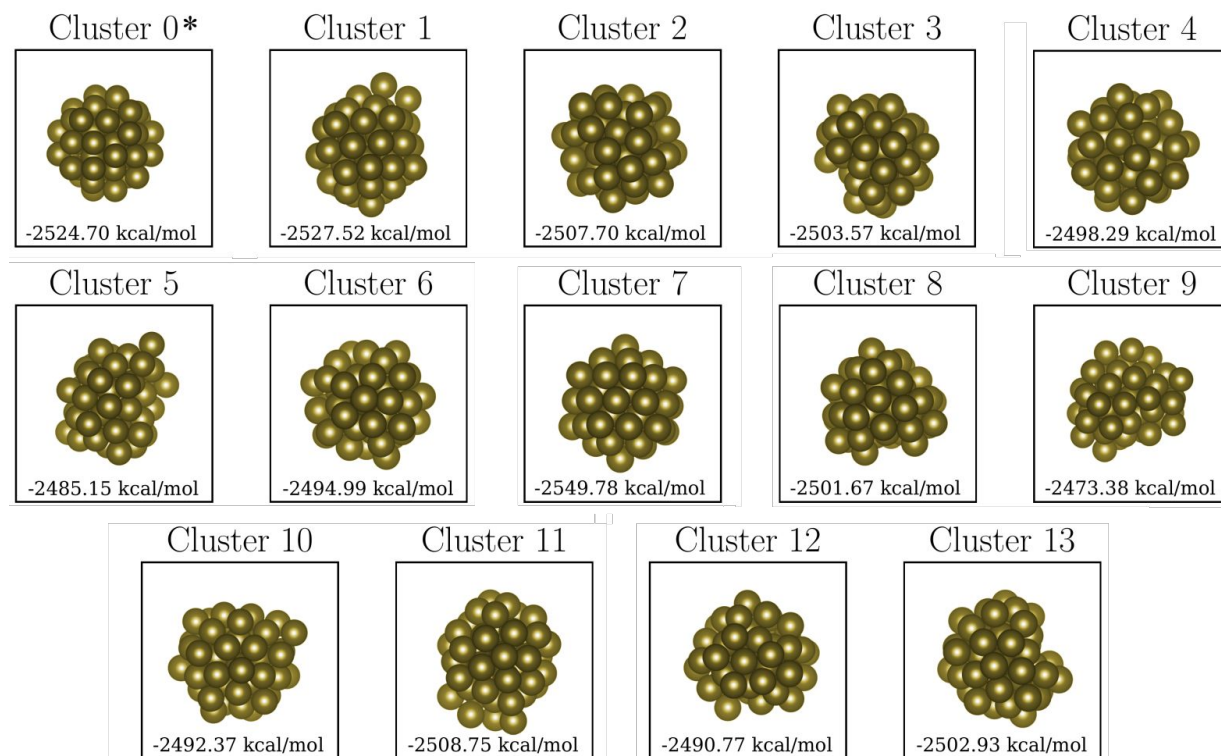 Cluster 0*
Cluster 1
Cluster 2
Cluster 3
Cluster 4
-2524.70 kcal/mol
-2527.52 kcal/mol
-2507.70 kcal/mol
-2503.57 kcal/mol
-2498.29 kcal/mol
Cluster 5
Cluster 6
Cluster 7
Cluster 8
Cluster 9
-2485.15 kcal/mol
-2494.99 kcal/mol
-2549.78 kcal/mol
-2501.67 kcal/mol
-2473.38 kcal/mol
Cluster 10
Cluster 11
Cluster 12
Cluster 13
-2492.37 kcal/mol
-2508.75 kcal/mol
-2490.77 kcal/mol
-2502.93 kcal/mol